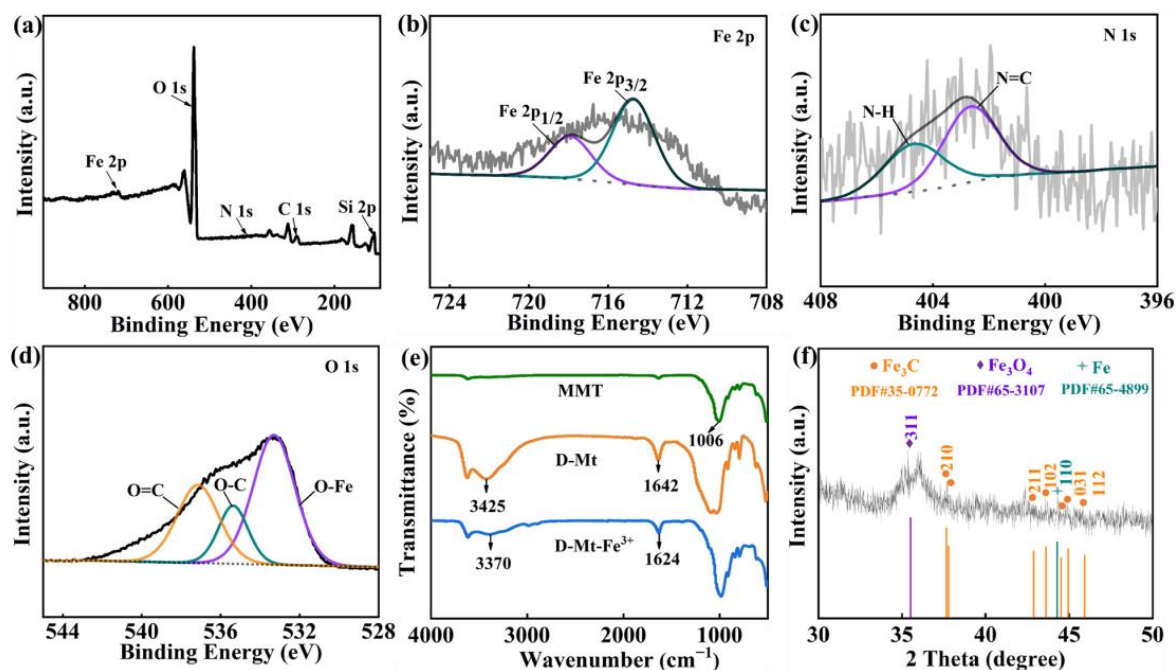 (a)
O 1s
Fe 2p
N 1s
C 1s
Si 2p
Intensity (a.u.)
800 600 400 200
Binding Energy (eV)
(b)
Fe 2p
Fe 2p3/2
Fe 2p1/2
Intensity (a.u.)
724 720 716 712 708
Binding Energy (eV)
(c)
N 1s
N=C
N-H
Intensity (a.u.)
408 404 400 396
Binding Energy (eV)
(d)
O 1s
O=C
O-C
O-Fe
Intensity (a.u.)
544 540 536 532 528
Binding Energy (eV)
(e)
MMT
1006
D-Mt
3425
1642
D-Mt-Fe³⁺
3370
1624
Transmittance (%)
4000 3000 2000 1000
Wavenumber (cm⁻¹)
(f)
Fe₃C Fe₃O₄ Fe
PDF#35-0772 PDF#65-3107 PDF#65-4899
311
210
211
102
110
031
112
Intensity (a.u.)
30 35 40 45 50
2 Theta (degree)